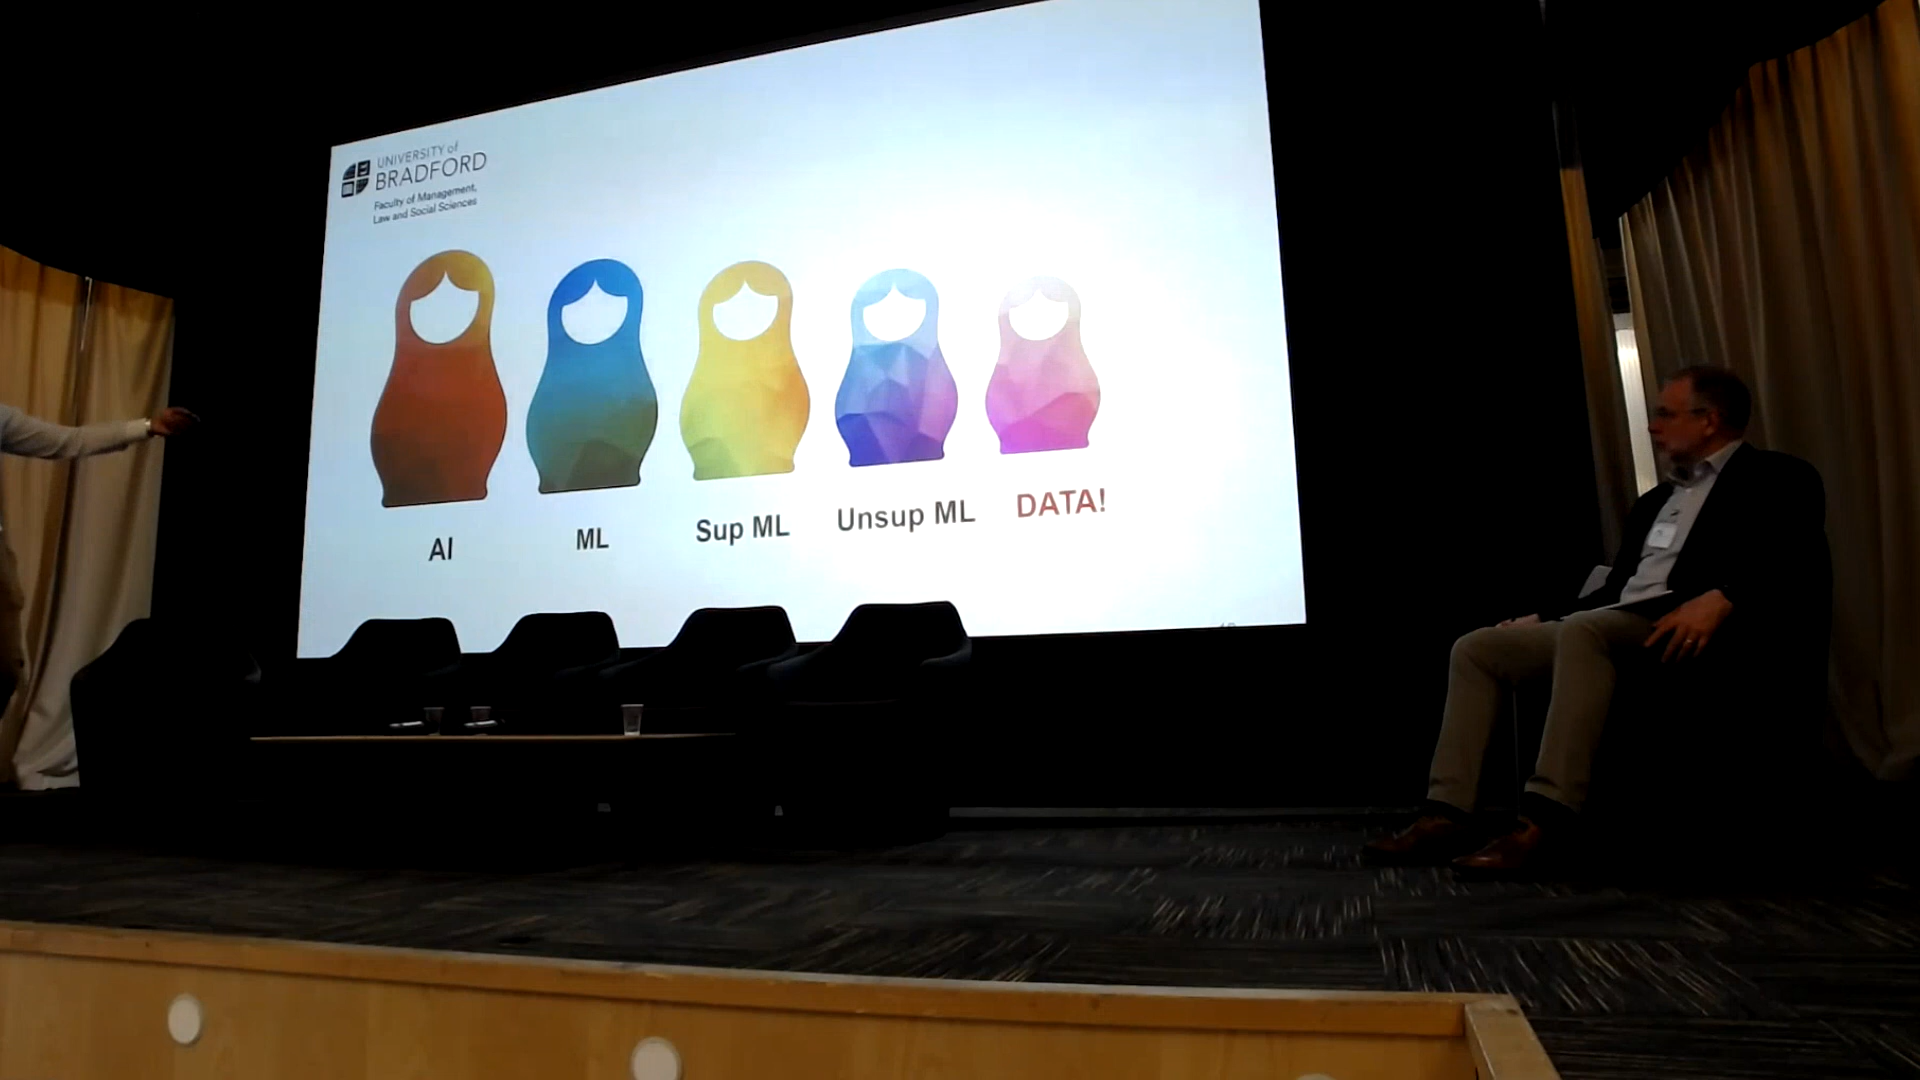 UNIVERSITY of
BRADFORD
Faculty of Management,
Law and Social Sciences
AI
ML
Sup ML
Unsup ML
DATA!